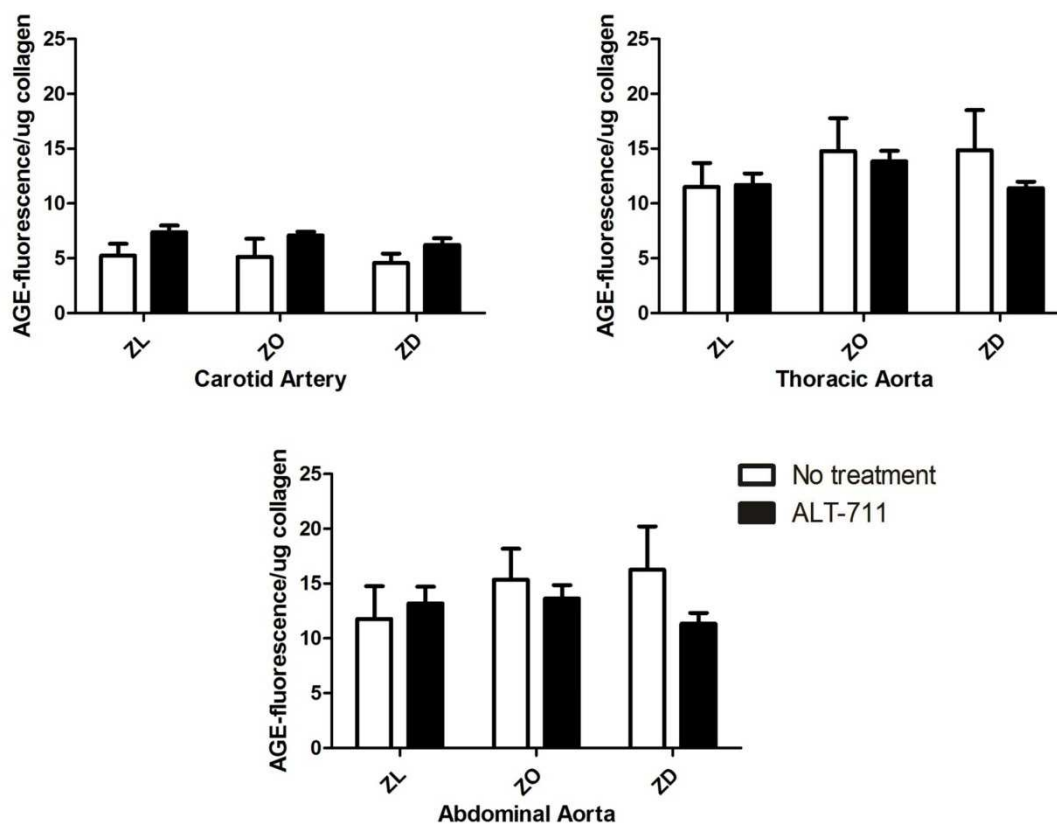 AGE-fluorescence/ug collagen
25
20
15
10
5
0
ZL
ZO
ZD
Carotid Artery
AGE-fluorescence/ug collagen
25
20
15
10
5
0
ZL
ZO
ZD
Thoracic Aorta
AGE-fluorescence/ug collagen
25
20
15
10
5
0
ZL
ZO
ZD
Abdominal Aorta
No treatment
ALT-711